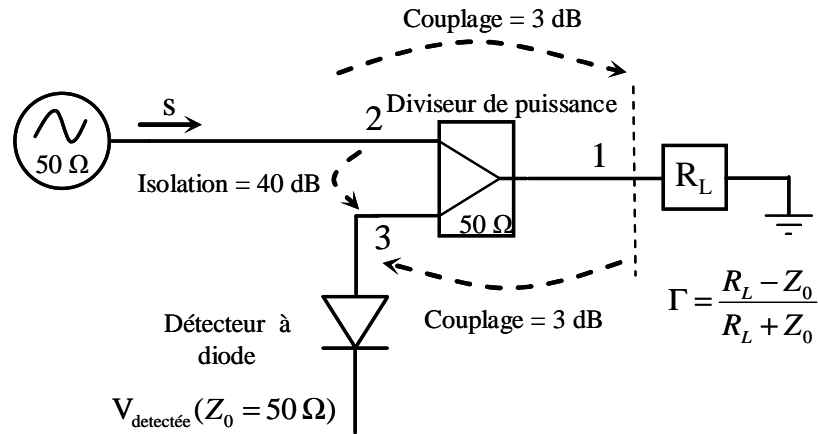 Couplage = 3 dB
S
Diviseur de puissance
2
50 Ω
Isolation = 40 dB
1
R_L
3
50 Ω
Couplage = 3 dB
Γ = (R_L − Z_0) / (R_L + Z_0)
Détecteur à
diode
V_detectée (Z_0 = 50 Ω)